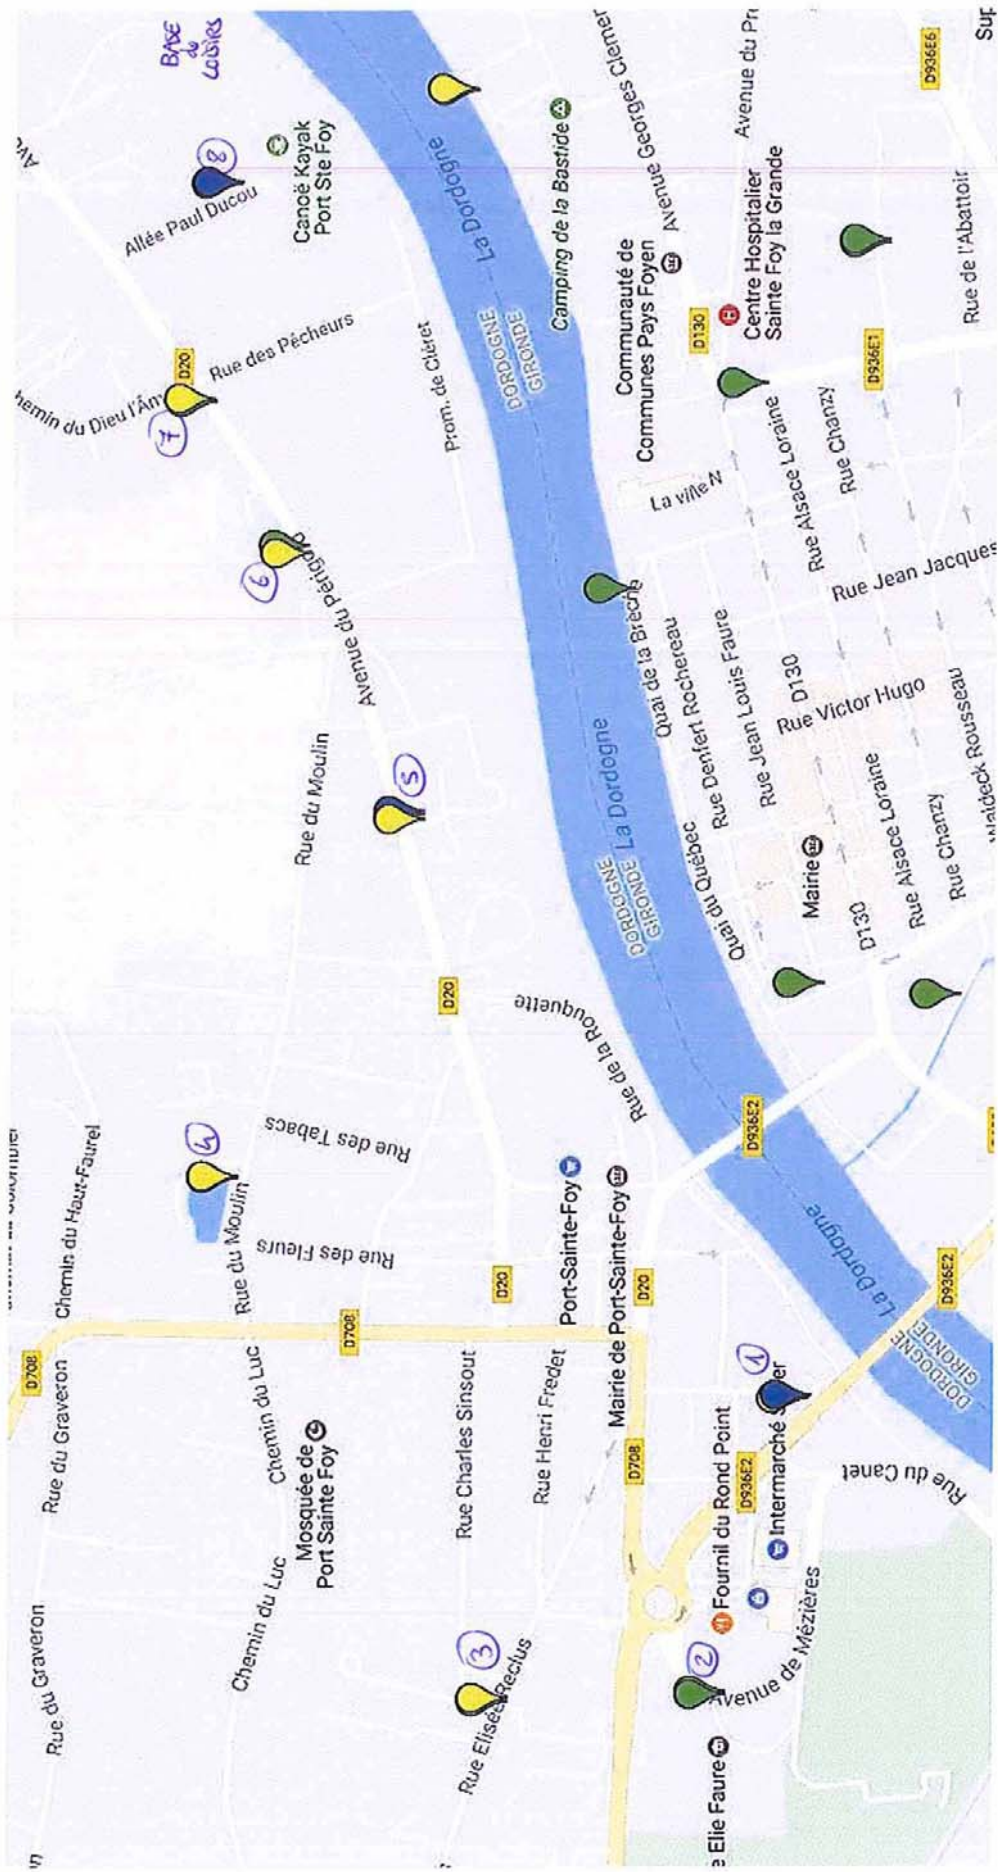 BASE
de
LOISIRS
8
Allée Paul Ducou
Canoë Kayak
Port Ste Foy
Ave
D20
hemin du Dieu l'Âm
7
Rue des Pêcheurs
Prom. de Cléret
6
Avenue du Périgord
Rue du Moulin
5
D20
La Dordogne
DORDOGNE
GIRONDE
Camping de la Bastide
Avenue Georges Clemer
Communauté de
Communes Pays Foyen
Avenue du Pr
D936E6
Sup
D130
Centre Hospitalier
Sainte Foy la Grande
D936E1
Rue de l'Abattoir
La ville N
Rue Alsace Loraine
Rue Chanzy
Rue Jean Jacques
Quai de la Brèche
Rue Denfert Rochereau
Rue Jean Louis Faure
D130
Rue Victor Hugo
La Dordogne
DORDOGNE
GIRONDE
Quai du Québec
Mairie
D130
Rue Alsace Loraine
Rue Chanzy
Waldeck Rousseau
Rue de la Rouquette
D936E2
Chemin du Haut-Faurel
4
Rue des Tabacs
Rue du Moulin
Rue des Fleurs
D20
Port-Sainte-Foy
Mairie de Port-Sainte-Foy
D20
La Dordogne
D936E2
DORDOGNE
GIRONDE
D708
D708
Rue du Graveron
Chemin du Luc
Mosquée de
Port Sainte Foy
Rue Charles Sinsout
Rue Henri Fredet
D708
1
Fournil du Rond Point
D936E2
Intermarché
Rue du Canet
Rue du Graveron
Chemin du Luc
3
Rue Elisée Reclus
2
Avenue de Mézières
e Elie Faure